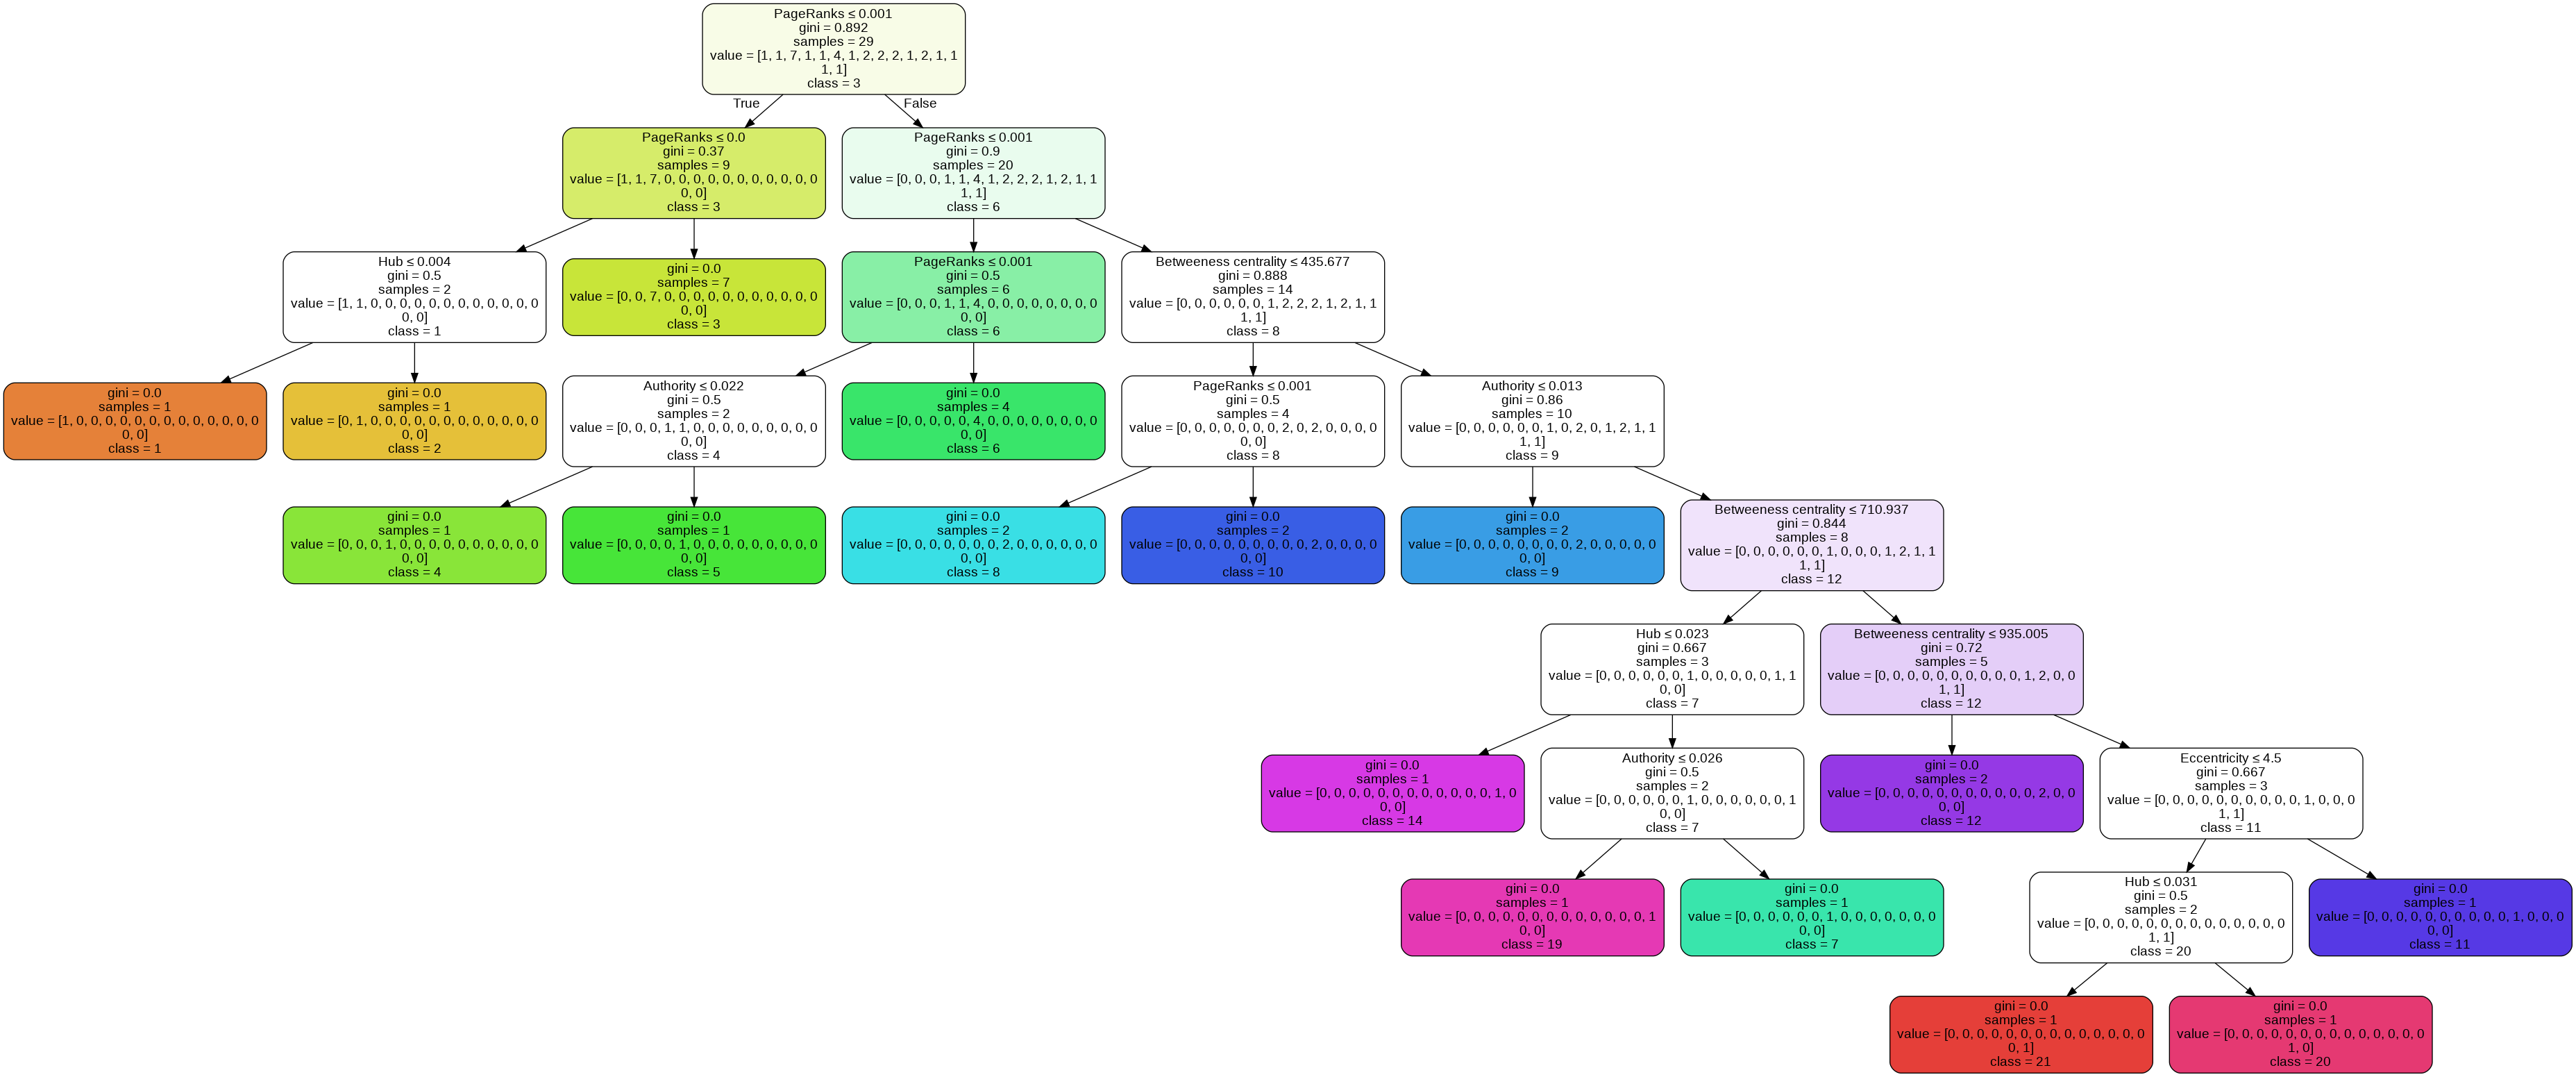 PageRanks ≤ 0.001
gini = 0.892
samples = 29
value = [1, 1, 7, 1, 1, 4, 1, 2, 2, 2, 1, 2, 1, 1
1, 1]
class = 3
True
False
PageRanks ≤ 0.0
gini = 0.37
samples = 9
value = [1, 1, 7, 0, 0, 0, 0, 0, 0, 0, 0, 0, 0, 0
0, 0]
class = 3
PageRanks ≤ 0.001
gini = 0.9
samples = 20
value = [0, 0, 0, 1, 1, 4, 1, 2, 2, 2, 1, 2, 1, 1
1, 1]
class = 6
Hub ≤ 0.004
gini = 0.5
samples = 2
value = [1, 1, 0, 0, 0, 0, 0, 0, 0, 0, 0, 0, 0, 0
0, 0]
class = 1
gini = 0.0
samples = 7
value = [0, 0, 7, 0, 0, 0, 0, 0, 0, 0, 0, 0, 0, 0
0, 0]
class = 3
PageRanks ≤ 0.001
gini = 0.5
samples = 6
value = [0, 0, 0, 1, 1, 4, 0, 0, 0, 0, 0, 0, 0, 0
0, 0]
class = 6
Betweeness centrality ≤ 435.677
gini = 0.888
samples = 14
value = [0, 0, 0, 0, 0, 0, 1, 2, 2, 2, 1, 2, 1, 1
1, 1]
class = 8
gini = 0.0
samples = 1
value = [1, 0, 0, 0, 0, 0, 0, 0, 0, 0, 0, 0, 0, 0
0, 0]
class = 1
gini = 0.0
samples = 1
value = [0, 1, 0, 0, 0, 0, 0, 0, 0, 0, 0, 0, 0, 0
0, 0]
class = 2
Authority ≤ 0.022
gini = 0.5
samples = 2
value = [0, 0, 0, 1, 1, 0, 0, 0, 0, 0, 0, 0, 0, 0
0, 0]
class = 4
gini = 0.0
samples = 4
value = [0, 0, 0, 0, 0, 4, 0, 0, 0, 0, 0, 0, 0, 0
0, 0]
class = 6
PageRanks ≤ 0.001
gini = 0.5
samples = 4
value = [0, 0, 0, 0, 0, 0, 0, 2, 0, 2, 0, 0, 0, 0
0, 0]
class = 8
Authority ≤ 0.013
gini = 0.86
samples = 10
value = [0, 0, 0, 0, 0, 0, 1, 0, 2, 0, 1, 2, 1, 1
1, 1]
class = 9
gini = 0.0
samples = 1
value = [0, 0, 0, 1, 0, 0, 0, 0, 0, 0, 0, 0, 0, 0
0, 0]
class = 4
gini = 0.0
samples = 1
value = [0, 0, 0, 0, 1, 0, 0, 0, 0, 0, 0, 0, 0, 0
0, 0]
class = 5
gini = 0.0
samples = 2
value = [0, 0, 0, 0, 0, 0, 0, 2, 0, 0, 0, 0, 0, 0
0, 0]
class = 8
gini = 0.0
samples = 2
value = [0, 0, 0, 0, 0, 0, 0, 0, 0, 2, 0, 0, 0, 0
0, 0]
class = 10
gini = 0.0
samples = 2
value = [0, 0, 0, 0, 0, 0, 0, 0, 2, 0, 0, 0, 0, 0
0, 0]
class = 9
Betweeness centrality ≤ 710.937
gini = 0.844
samples = 8
value = [0, 0, 0, 0, 0, 0, 1, 0, 0, 0, 1, 2, 1, 1
1, 1]
class = 12
Hub ≤ 0.023
gini = 0.667
samples = 3
value = [0, 0, 0, 0, 0, 0, 1, 0, 0, 0, 0, 0, 1, 1
0, 0]
class = 7
Betweeness centrality ≤ 935.005
gini = 0.72
samples = 5
value = [0, 0, 0, 0, 0, 0, 0, 0, 0, 0, 1, 2, 0, 0
1, 1]
class = 12
gini = 0.0
samples = 1
value = [0, 0, 0, 0, 0, 0, 0, 0, 0, 0, 0, 0, 1, 0
0, 0]
class = 14
Authority ≤ 0.026
gini = 0.5
samples = 2
value = [0, 0, 0, 0, 0, 0, 1, 0, 0, 0, 0, 0, 0, 1
0, 0]
class = 7
gini = 0.0
samples = 2
value = [0, 0, 0, 0, 0, 0, 0, 0, 0, 0, 0, 2, 0, 0
0, 0]
class = 12
Eccentricity ≤ 4.5
gini = 0.667
samples = 3
value = [0, 0, 0, 0, 0, 0, 0, 0, 0, 0, 1, 0, 0, 0
1, 1]
class = 11
gini = 0.0
samples = 1
value = [0, 0, 0, 0, 0, 0, 0, 0, 0, 0, 0, 0, 0, 1
0, 0]
class = 19
gini = 0.0
samples = 1
value = [0, 0, 0, 0, 0, 0, 1, 0, 0, 0, 0, 0, 0, 0
0, 0]
class = 7
Hub ≤ 0.031
gini = 0.5
samples = 2
value = [0, 0, 0, 0, 0, 0, 0, 0, 0, 0, 0, 0, 0, 0
1, 1]
class = 20
gini = 0.0
samples = 1
value = [0, 0, 0, 0, 0, 0, 0, 0, 0, 0, 1, 0, 0, 0
0, 0]
class = 11
gini = 0.0
samples = 1
value = [0, 0, 0, 0, 0, 0, 0, 0, 0, 0, 0, 0, 0, 0
0, 1]
class = 21
gini = 0.0
samples = 1
value = [0, 0, 0, 0, 0, 0, 0, 0, 0, 0, 0, 0, 0, 0
1, 0]
class = 20